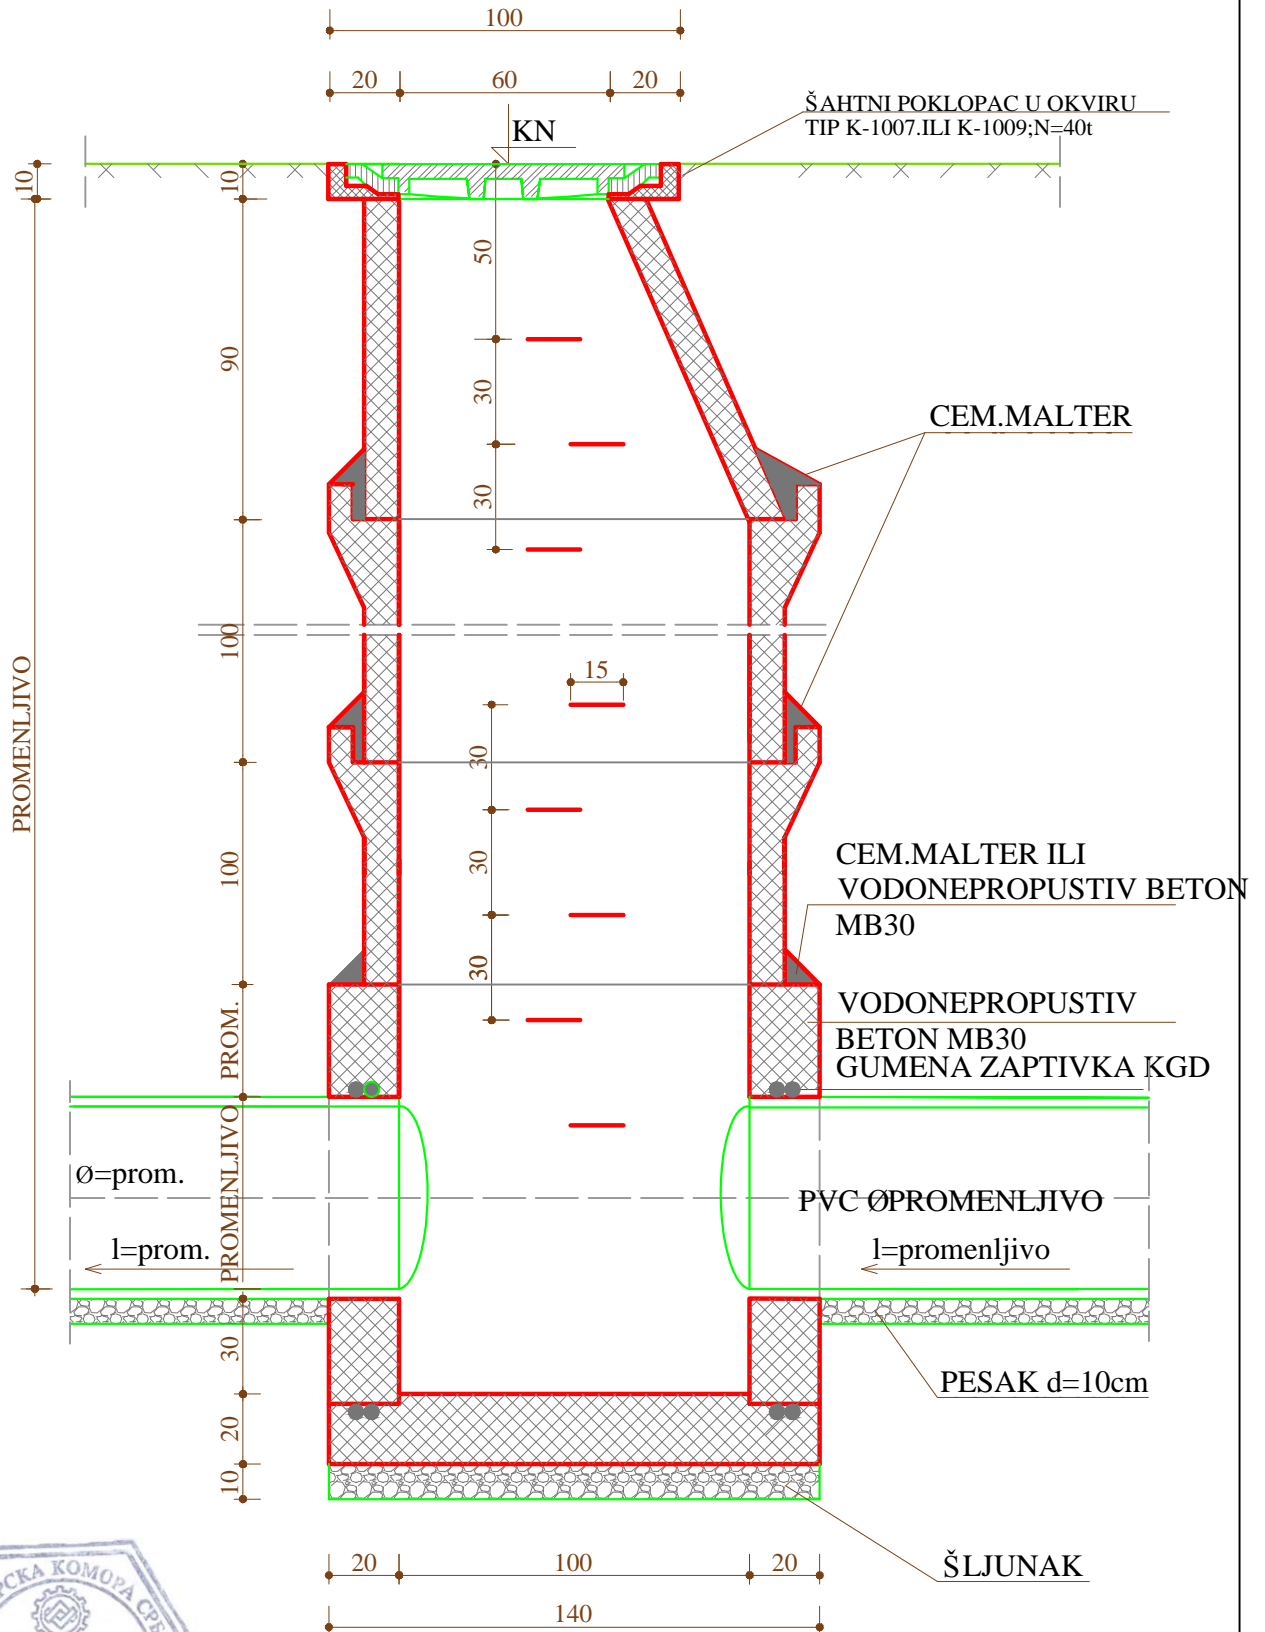 100
20
60
20
ŠAHTNI POKLOPAC U OKVIRU
TIP K-1007.ILI K-1009;N=40t
KN
10
10
50
90
30
CEM.MALTER
30
100
15
PROMENLJIVO
30
CEM.MALTER ILI
100
30
VODONEPROPUSTIV BETON
MB30
30
VODONEPROPUSTIV
PROM.
BETON MB30
GUMENA ZAPTIVKA KGD
PROMENLJIVO
Ø=prom.
PVC ØPROMENLJIVO
l=prom.
l=promenljivo
30
PESAK d=10cm
20
10
20
100
20
ŠLJUNAK
140
КОМОРА